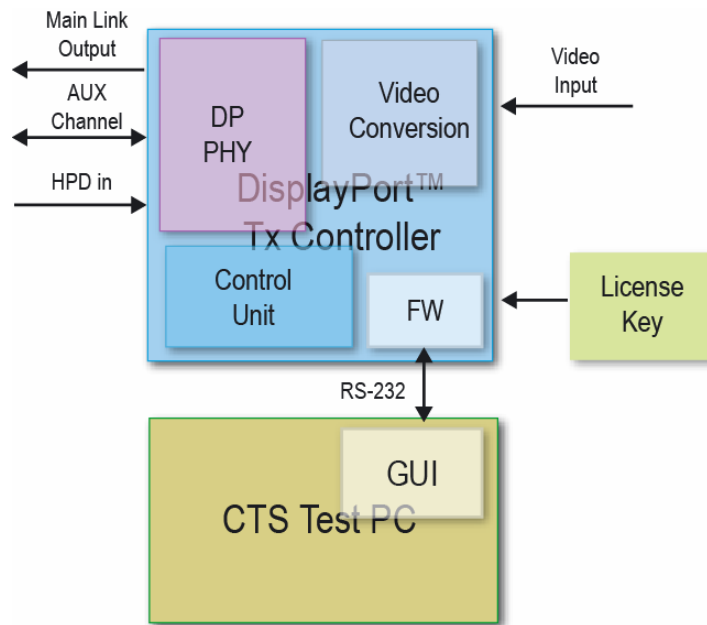 Main Link
Output
AUX
Channel
HPD in
DP
PHY
Video
Conversion
Video
Input
DisplayPort™
Tx Controller
Control
Unit
FW
License
Key
RS-232
GUI
CTS Test PC